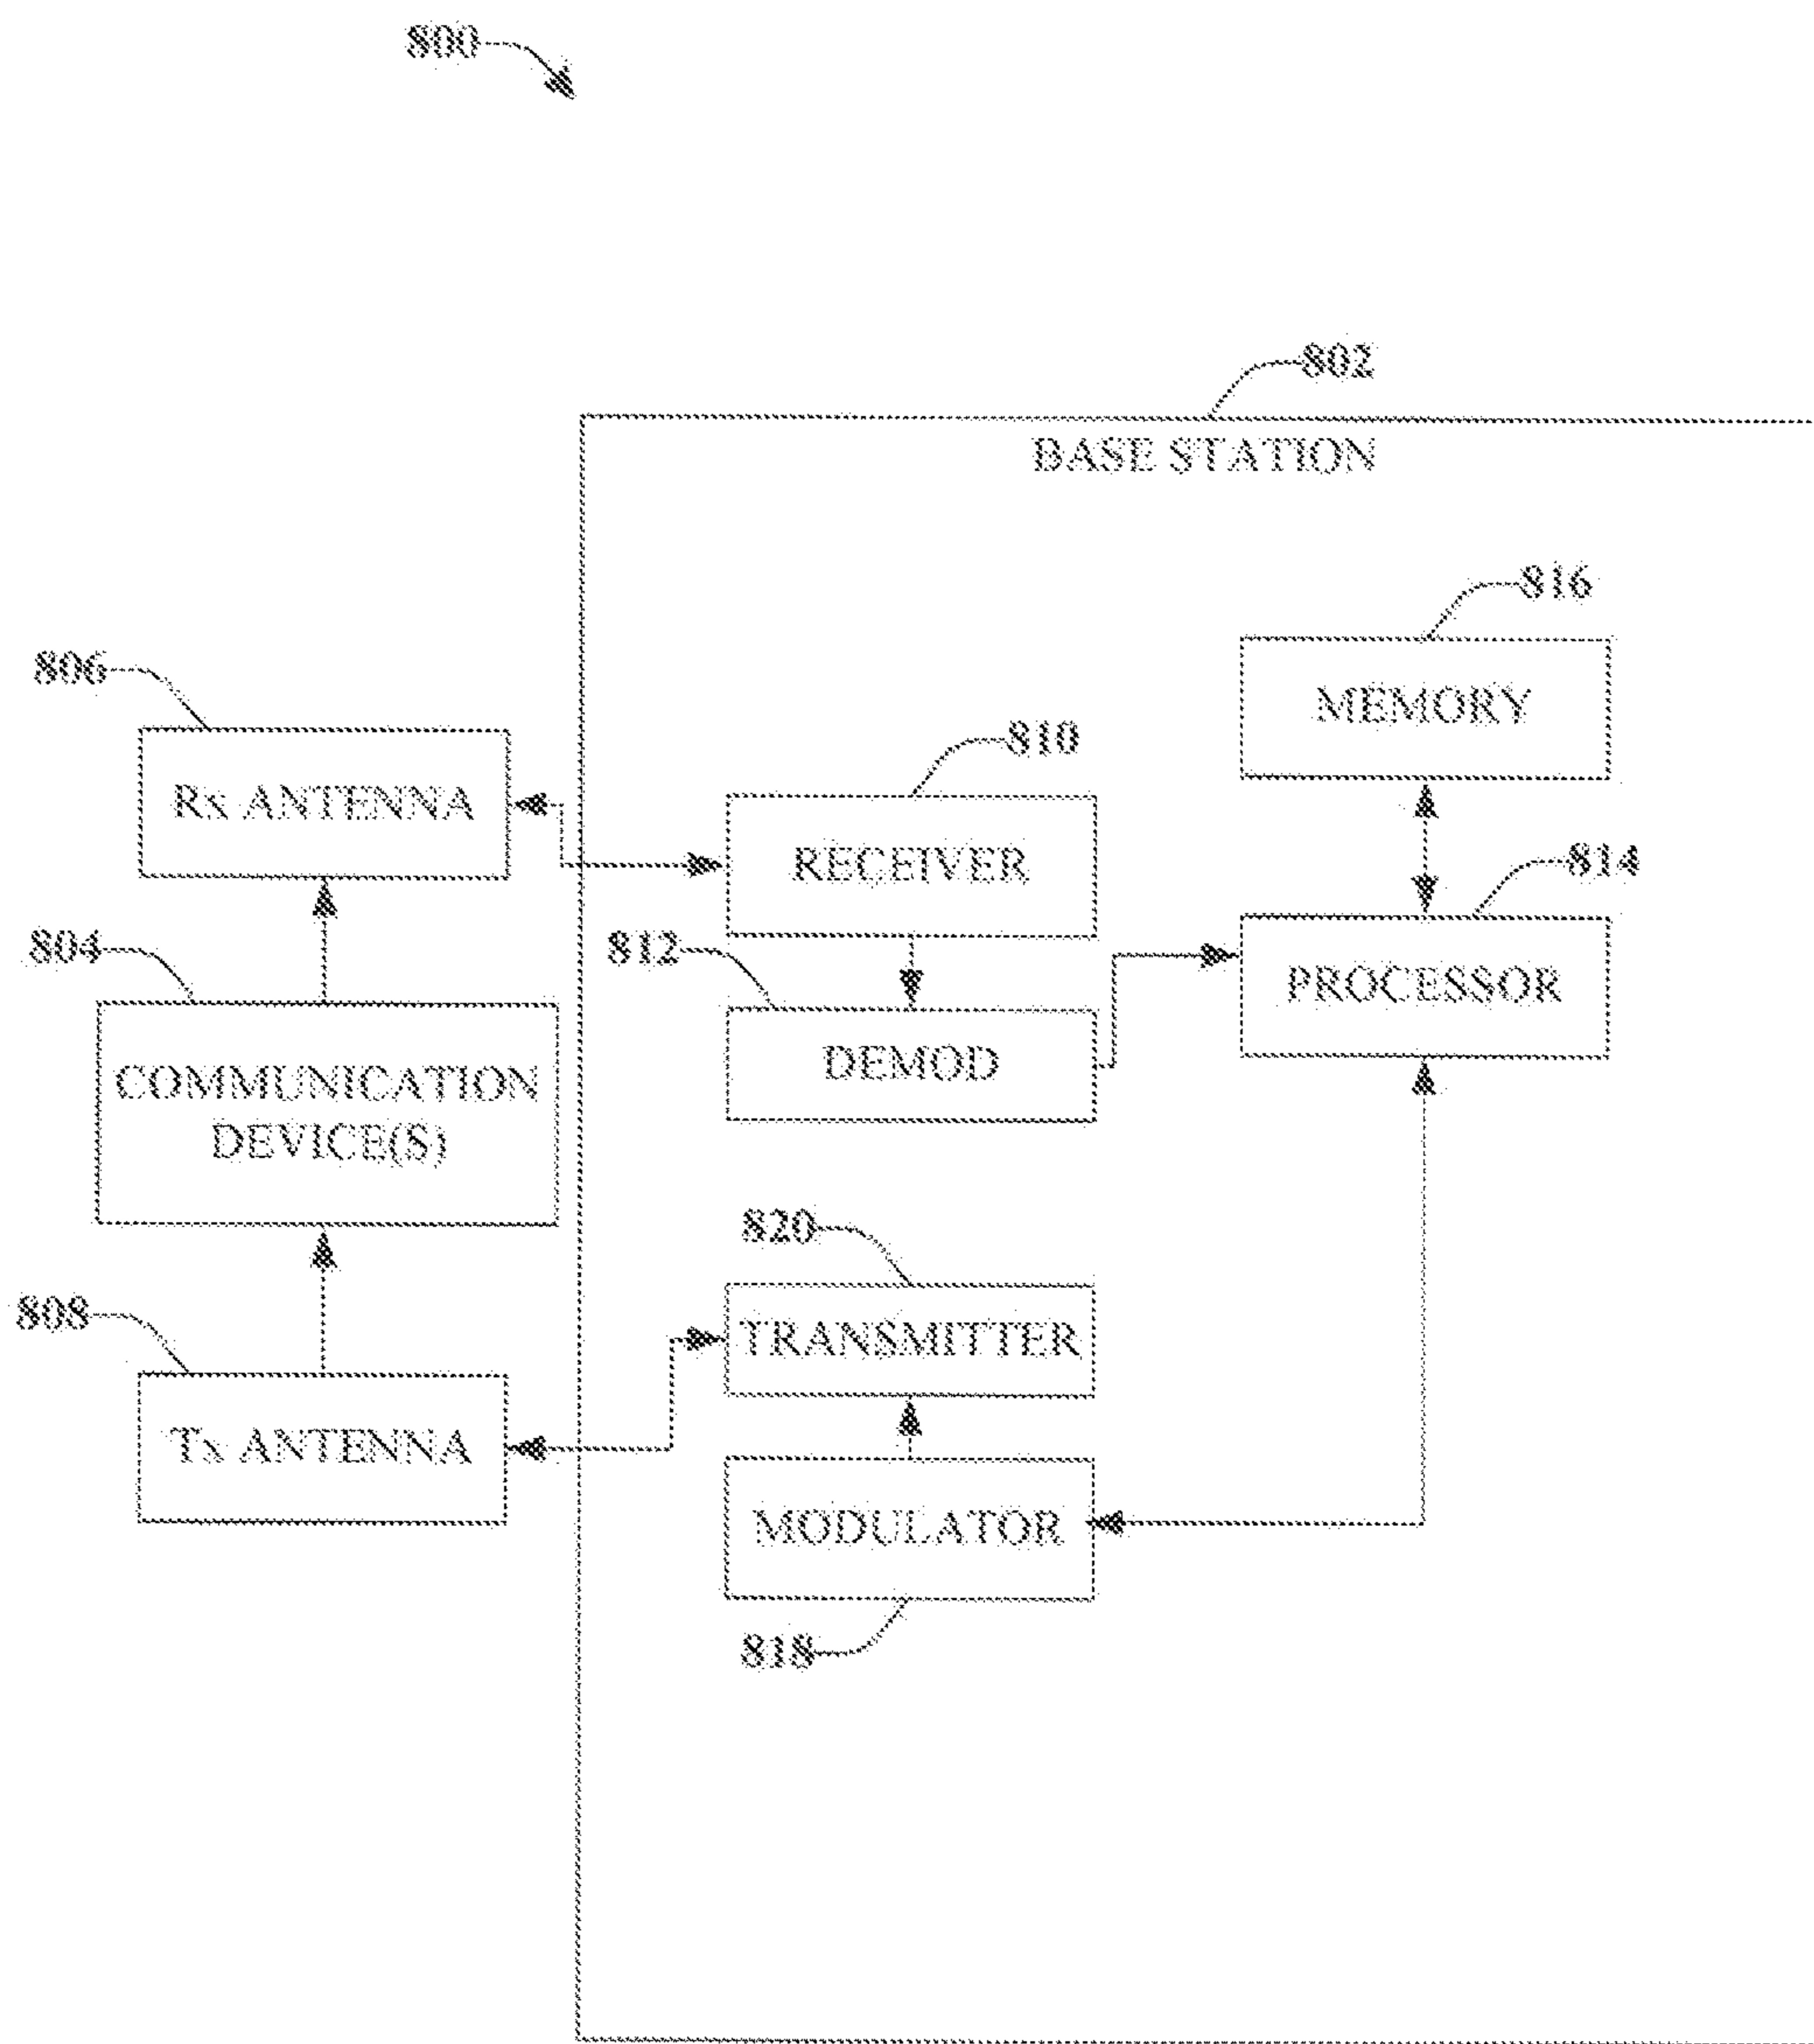 800
802
BASE STATION
816
806
MEMORY
810
Rx ANTENNA
RECEIVER
814
804
812
PROCESSOR
DEMOD
COMMUNICATION
DEVICE(S)
820
808
TRANSMITTER
Tx ANTENNA
MODULATOR
818